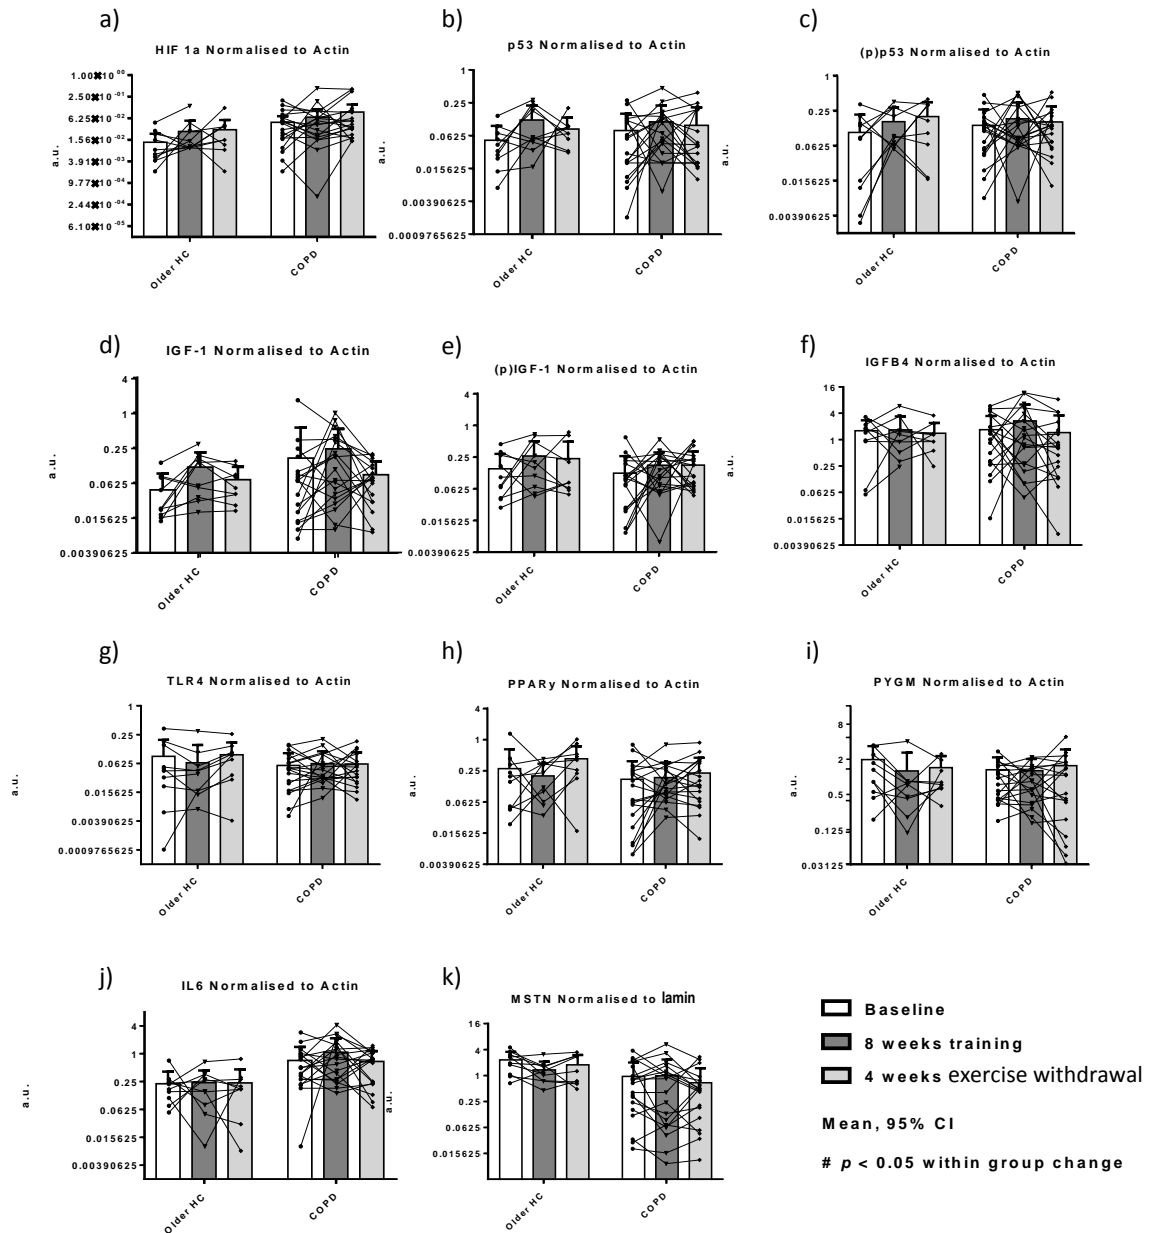 a)
HIF 1a Normalised to Actin
1.00✖10 00
2.50✖10 -01
6.25✖10 -02
1.56✖10 -02
3.91✖10 -03
9.77✖10 -04
2.44✖10 -04
6.10✖10 -05
a.u.
Older HC
COPD
b)
p53 Normalised to Actin
1
0.25
0.0625
0.015625
0.00390625
0.0009765625
a.u.
Older HC
COPD
c)
(p)p53 Normalised to Actin
1
0.25
0.0625
0.015625
0.00390625
a.u.
Older HC
COPD
d)
IGF-1 Normalised to Actin
4
1
0.25
0.0625
0.015625
0.00390625
a.u.
Older HC
COPD
e)
(p)IGF-1 Normalised to Actin
4
1
0.25
0.0625
0.015625
0.00390625
a.u.
Older HC
COPD
f)
IGFB4 Normalised to Actin
16
4
1
0.25
0.0625
0.015625
0.00390625
a.u.
Older HC
COPD
g)
TLR4 Normalised to Actin
1
0.25
0.0625
0.015625
0.00390625
0.0009765625
a.u.
Older HC
COPD
h)
PPARy Normalised to Actin
4
1
0.25
0.0625
0.015625
0.00390625
a.u.
Older HC
COPD
i)
PYGM Normalised to Actin
8
2
2
0.5
0.125
0.03125
a.u.
Older HC
COPD
j)
IL6 Normalised to Actin
4
1
0.25
0.0625
0.015625
0.00390625
a.u.
Older HC
COPD
k)
MSTN Normalised to lamin
16
4
1
0.25
0.0625
0.015625
a.u.
Older HC
COPD
Baseline
8 weeks training
4 weeks exercise withdrawal
Mean, 95% CI
# p < 0.05 within group change